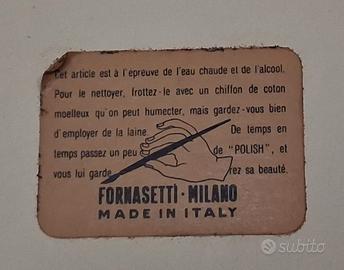 Cet article est à l'épreuve de l'eau chaude et de l'alcool.
Pour le nettoyer, frottez-le avec un chiffon de coton
moelleux qu'on peut humecter, mais gardez-vous bien
d'employer de la laine. De temps en
temps passez un peu de "POLISH", et
vous lui garderez sa beauté.
FORNASETTI · MILANO
MADE IN ITALY
subito